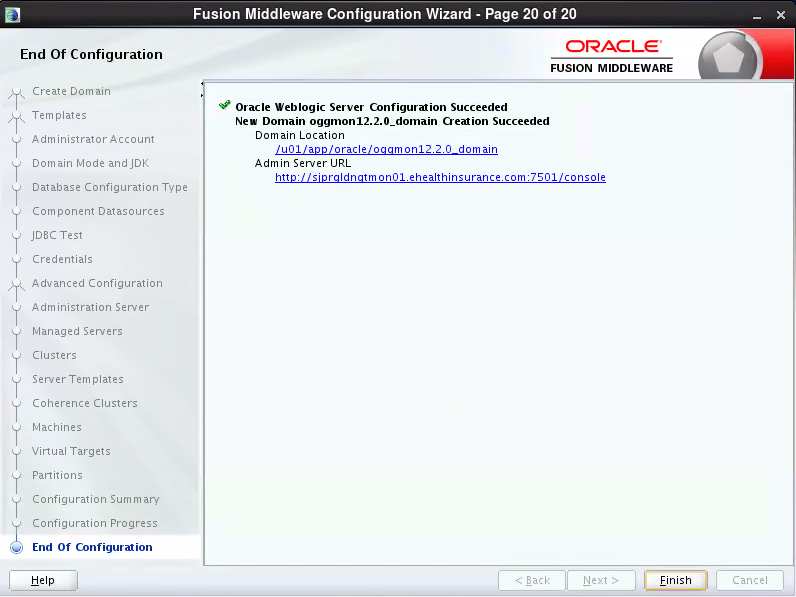 Fusion Middleware Configuration Wizard - Page 20 of 20
End Of Configuration
ORACLE
FUSION MIDDLEWARE
Create Domain
Templates
Administrator Account
Domain Mode and JDK
Database Configuration Type
Component Datasources
JDBC Test
Credentials
Advanced Configuration
Administration Server
Managed Servers
Clusters
Server Templates
Coherence Clusters
Machines
Virtual Targets
Partitions
Configuration Summary
Configuration Progress
End Of Configuration
Oracle Weblogic Server Configuration Succeeded
New Domain oggmon12.2.0_domain Creation Succeeded
Domain Location
/u01/app/oracle/oggmon12.2.0_domain
Admin Server URL
http://sjprgldngtmon01.ehealthinsurance.com:7501/console
Help
< Back
Next >
Finish
Cancel